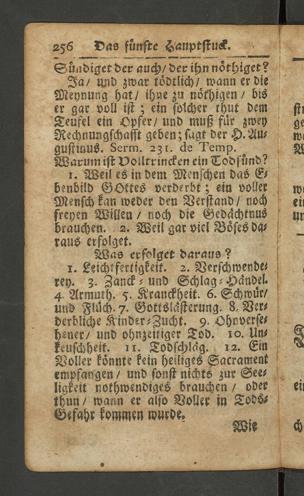 256 Das fünfte Hauptstuck.
Sündiget der auch/ der ihn nöthiget?
Ja/ und zwar tödtlich/ wann er die
Meynung hat/ ihne zu nöthigen/ bis
er gar voll ist; ein solcher thut dem
Teufel ein Opfer/ und muß für zwey
Rechnungschafft geben; sagt der H. Au-
gustinus. Serm. 231. de Temp.
Warum ist Volltrincken ein Todsünd?
1. Weil es in dem Menschen das E-
benbild GOttes verderbt; ein voller
Mensch kan weder den Verstand/ noch
freyen Willen/ noch die Gedächtnus
brauchen. 2. Weil gar viel Böses da-
raus erfolget.
Was erfolget daraus?
1. Leichtfertigkeit. 2. Verschwende-
rey. 3. Zanck- und Schlag-Händel.
4. Armuth. 5. Kranckheit. 6. Schwür/
und Flüch. 7. Gottslästerung. 8. Ver-
derbliche Kinder-Zucht. 9. Ohnverse-
hener/ und ohnzeitiger Tod. 10. Un-
keuschheit. 11. Todschläg. 12. Ein
Voller könnte kein heiliges Sacrament
empfangen/ und sonst nichts zur See-
ligkeit nothwendiges brauchen/ oder
thun/ wann er also Voller in Tods-
Gefahr kommen wurde.
Wie